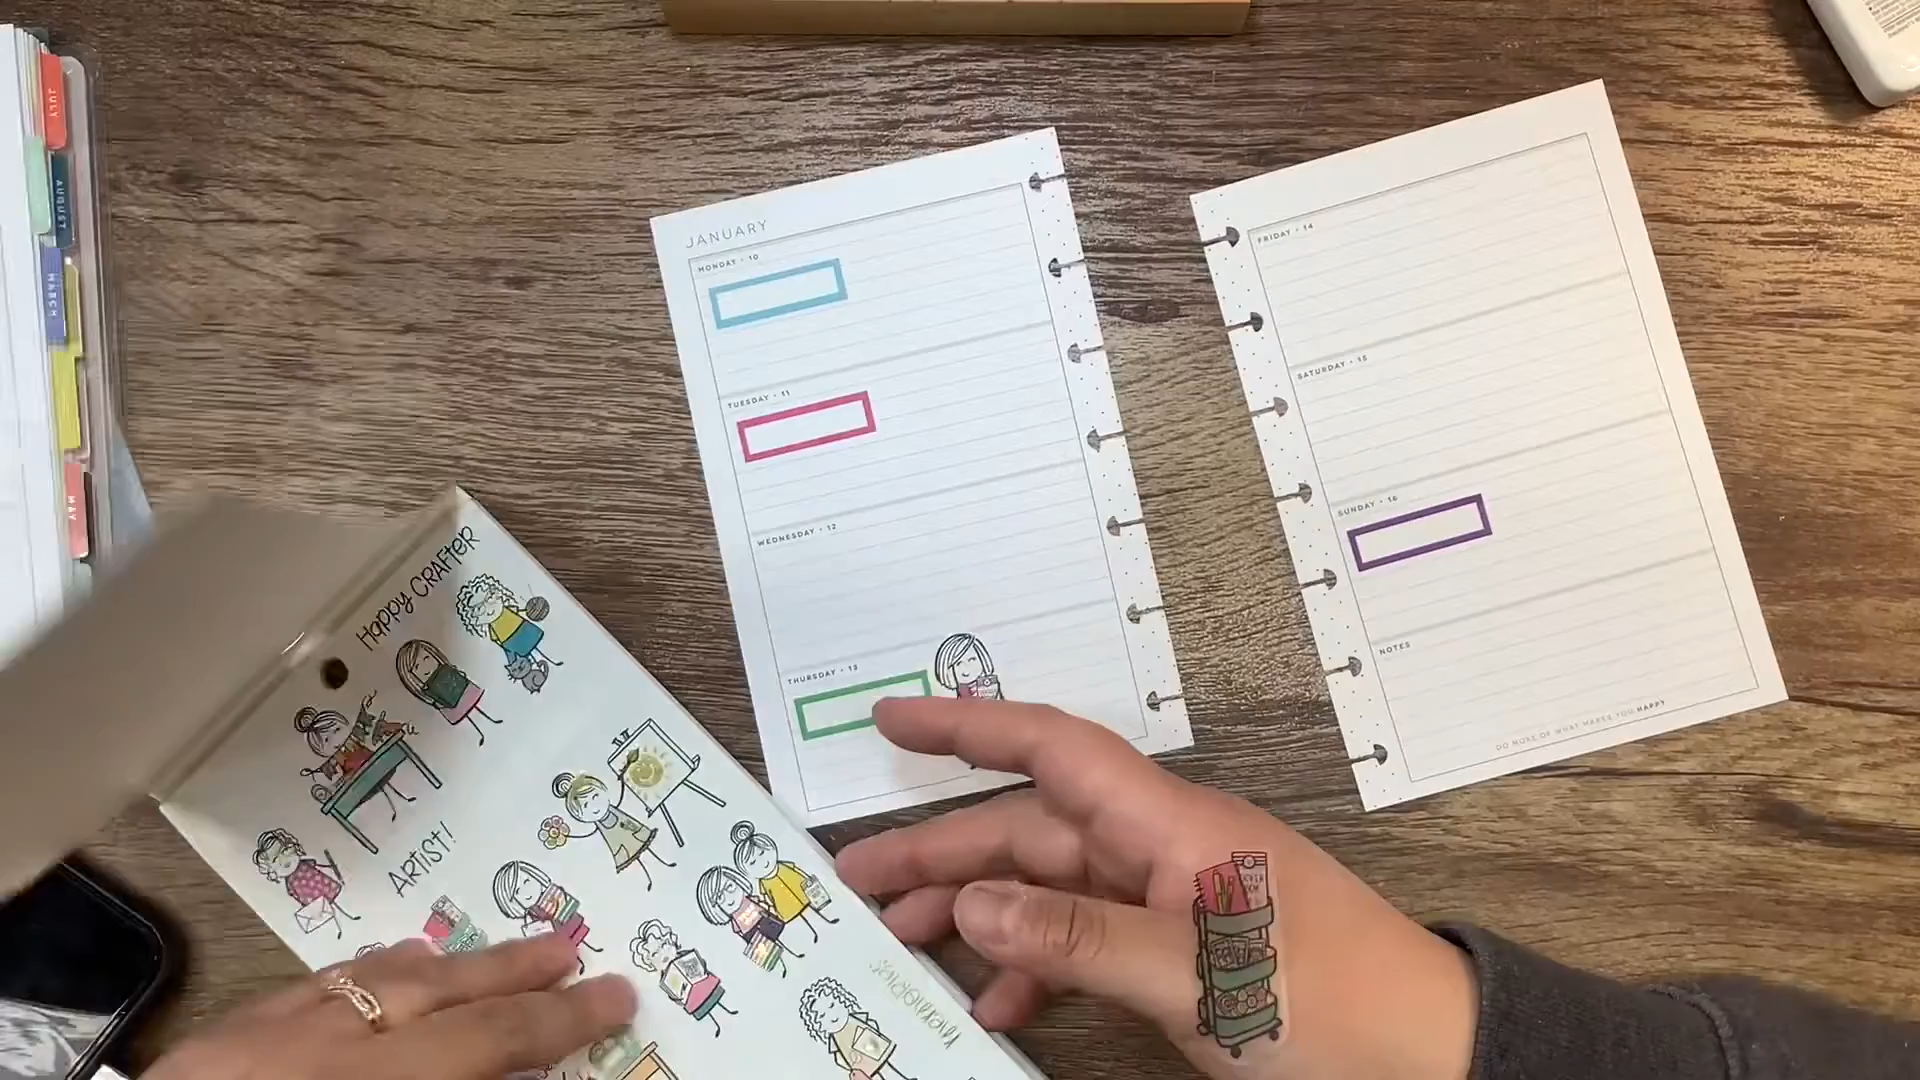 JULY
AUGUST
MARCH
MAY
JANUARY
MONDAY • 10
TUESDAY • 11
WEDNESDAY • 12
THURSDAY • 13
FRIDAY • 14
SATURDAY • 15
SUNDAY • 16
NOTES
DO MORE OF WHAT MAKES YOU HAPPY
Happy CRAFTER
ARTIST!
Memories